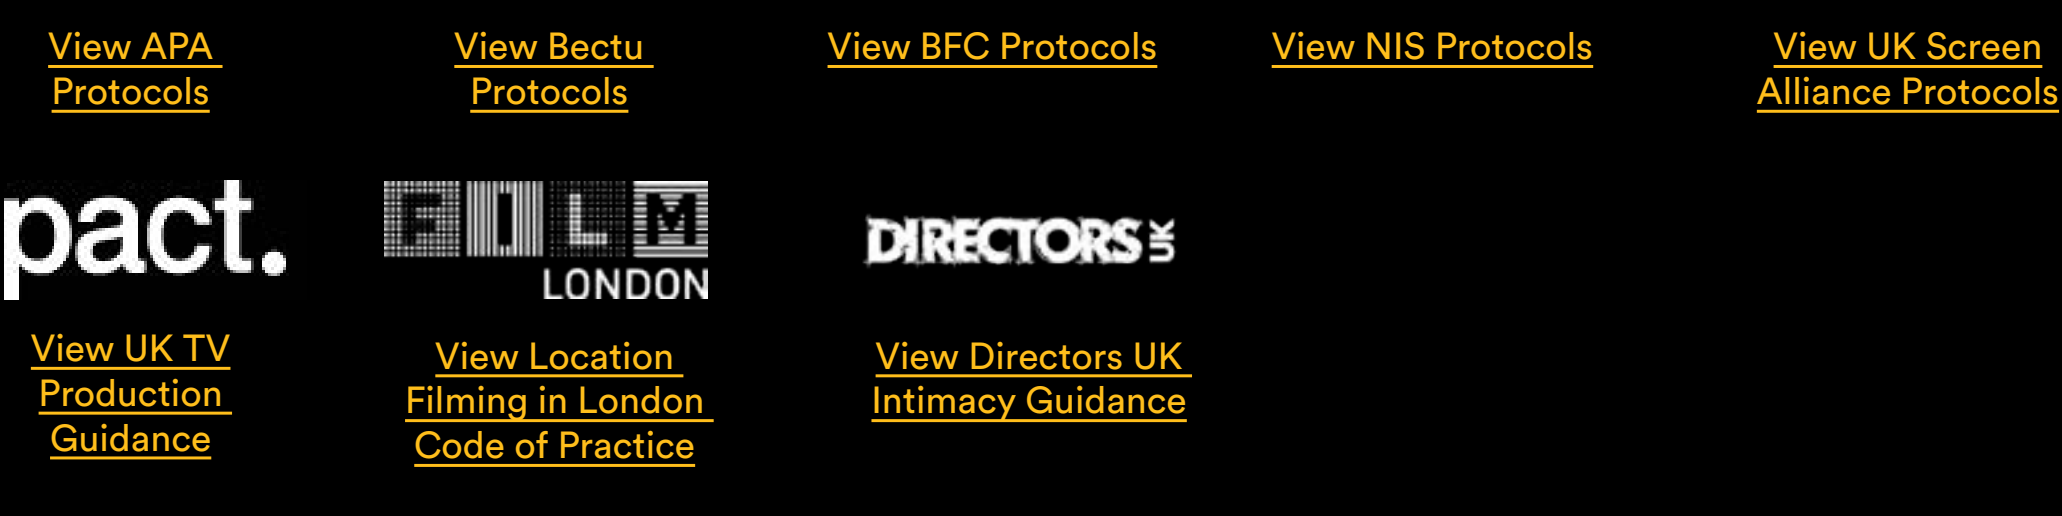 View APA
Protocols
View Bectu
Protocols
View BFC Protocols
View NIS Protocols
View UK Screen
Alliance Protocols
pact.
FILM
LONDON
DIRECTORS UK
View UK TV
Production
Guidance
View Location
Filming in London
Code of Practice
View Directors UK
Intimacy Guidance